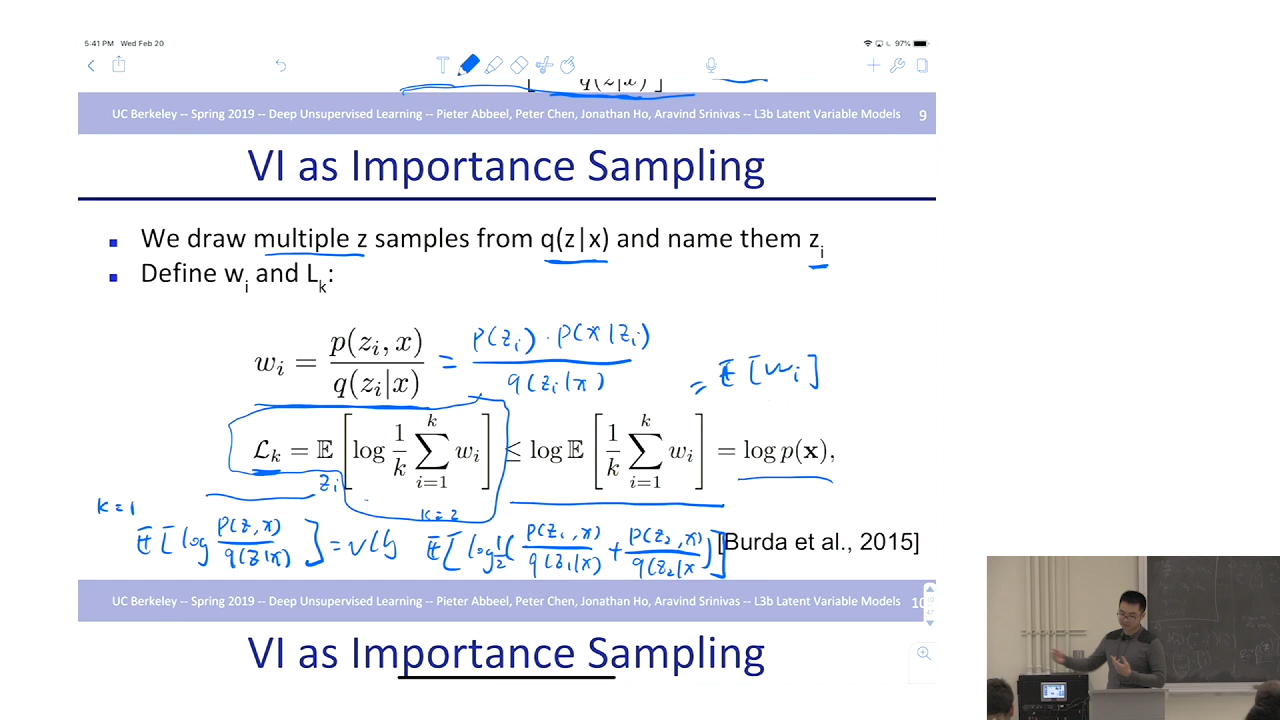 5:41 PM Wed Feb 20
97%
q(z|x)
UC Berkeley -- Spring 2019 -- Deep Unsupervised Learning -- Pieter Abbeel, Peter Chen, Jonathan Ho, Aravind Srinivas -- L3b Latent Variable Models 9
VI as Importance Sampling
We draw multiple z samples from q(z|x) and name them z_i
Define w_i and L_k:
w_i = p(z_i, x) / q(z_i|x) = p(z_i) · p(x|z_i) / q(z_i|x)
= 𝔼[w_i]
ℒ_k = 𝔼 [log 1/k ∑_{i=1}^{k} w_i] ≤ log 𝔼 [1/k ∑_{i=1}^{k} w_i] = log p(x),
z_i
k=1
k=2
𝔼[log p(z,x) / q(z|x)] = VLB
𝔼[log 1/2 (p(z_1,x) / q(z_1|x) + p(z_2,x) / q(z_2|x)]
[Burda et al., 2015]
UC Berkeley -- Spring 2019 -- Deep Unsupervised Learning -- Pieter Abbeel, Peter Chen, Jonathan Ho, Aravind Srinivas -- L3b Latent Variable Models 10
VI as Importance Sampling